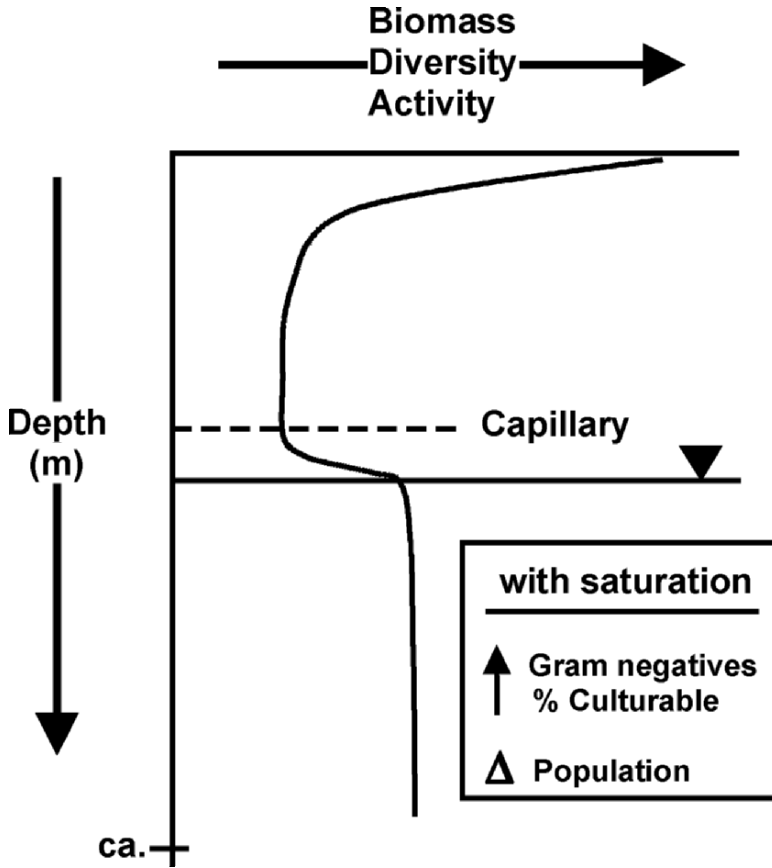 Biomass
Diversity
Activity
Depth
(m)
Capillary
with saturation
Gram negatives
% Culturable
Δ Population
ca.